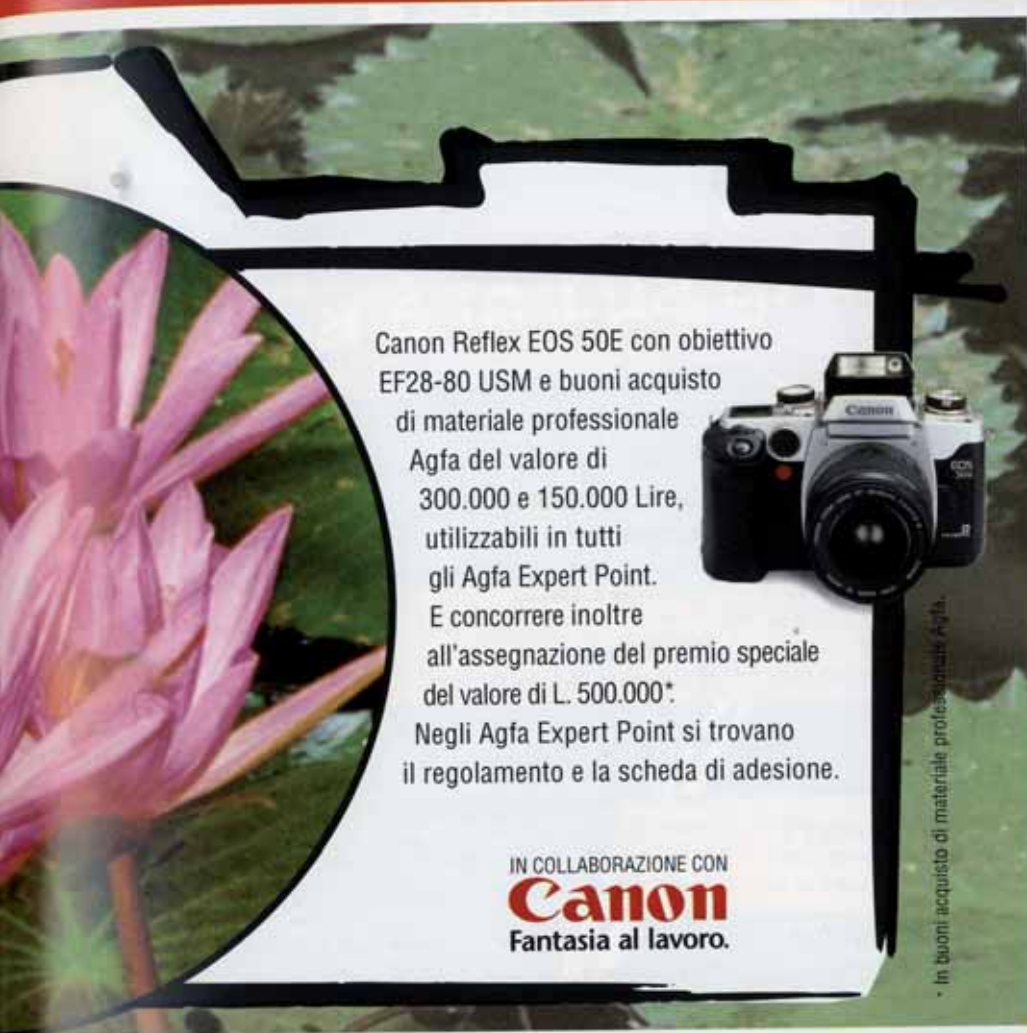 Canon Reflex EOS 50E con obiettivo
EF28-80 USM e buoni acquisto
di materiale professionale
Agfa del valore di
300.000 e 150.000 Lire,
utilizzabili in tutti
gli Agfa Expert Point.
E concorrere inoltre
all'assegnazione del premio speciale
del valore di L. 500.000*.
Negli Agfa Expert Point si trovano
il regolamento e la scheda di adesione.
Canon
EOS
IN COLLABORAZIONE CON
Canon
Fantasia al lavoro.
* In buoni acquisto di materiale professionale Agfa.